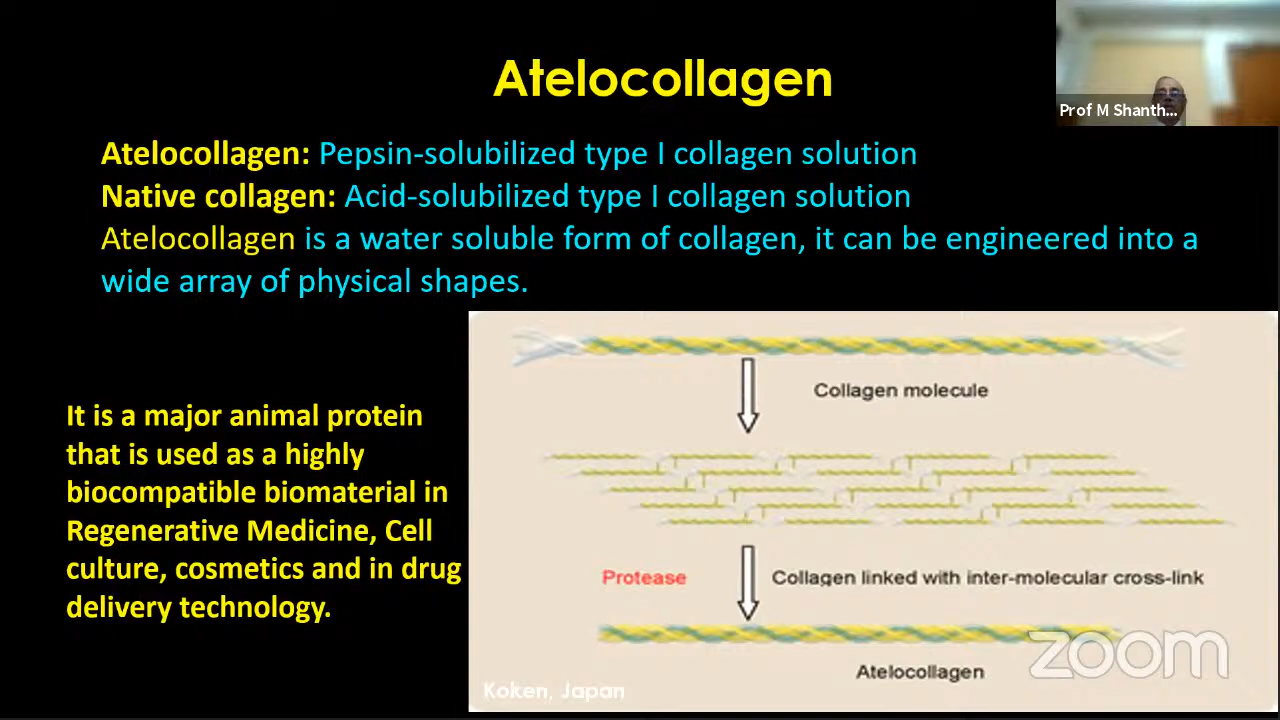 Atelocollagen
Prof M Shanth...
Atelocollagen: Pepsin-solubilized type I collagen solution
Native collagen: Acid-solubilized type I collagen solution
Atelocollagen is a water soluble form of collagen, it can be engineered into a
wide array of physical shapes.
It is a major animal protein
that is used as a highly
biocompatible biomaterial in
Regenerative Medicine, Cell
culture, cosmetics and in drug
delivery technology.
Collagen molecule
Protease
Collagen linked with inter-molecular cross-link
Atelocollagen
Koken, Japan
zoom